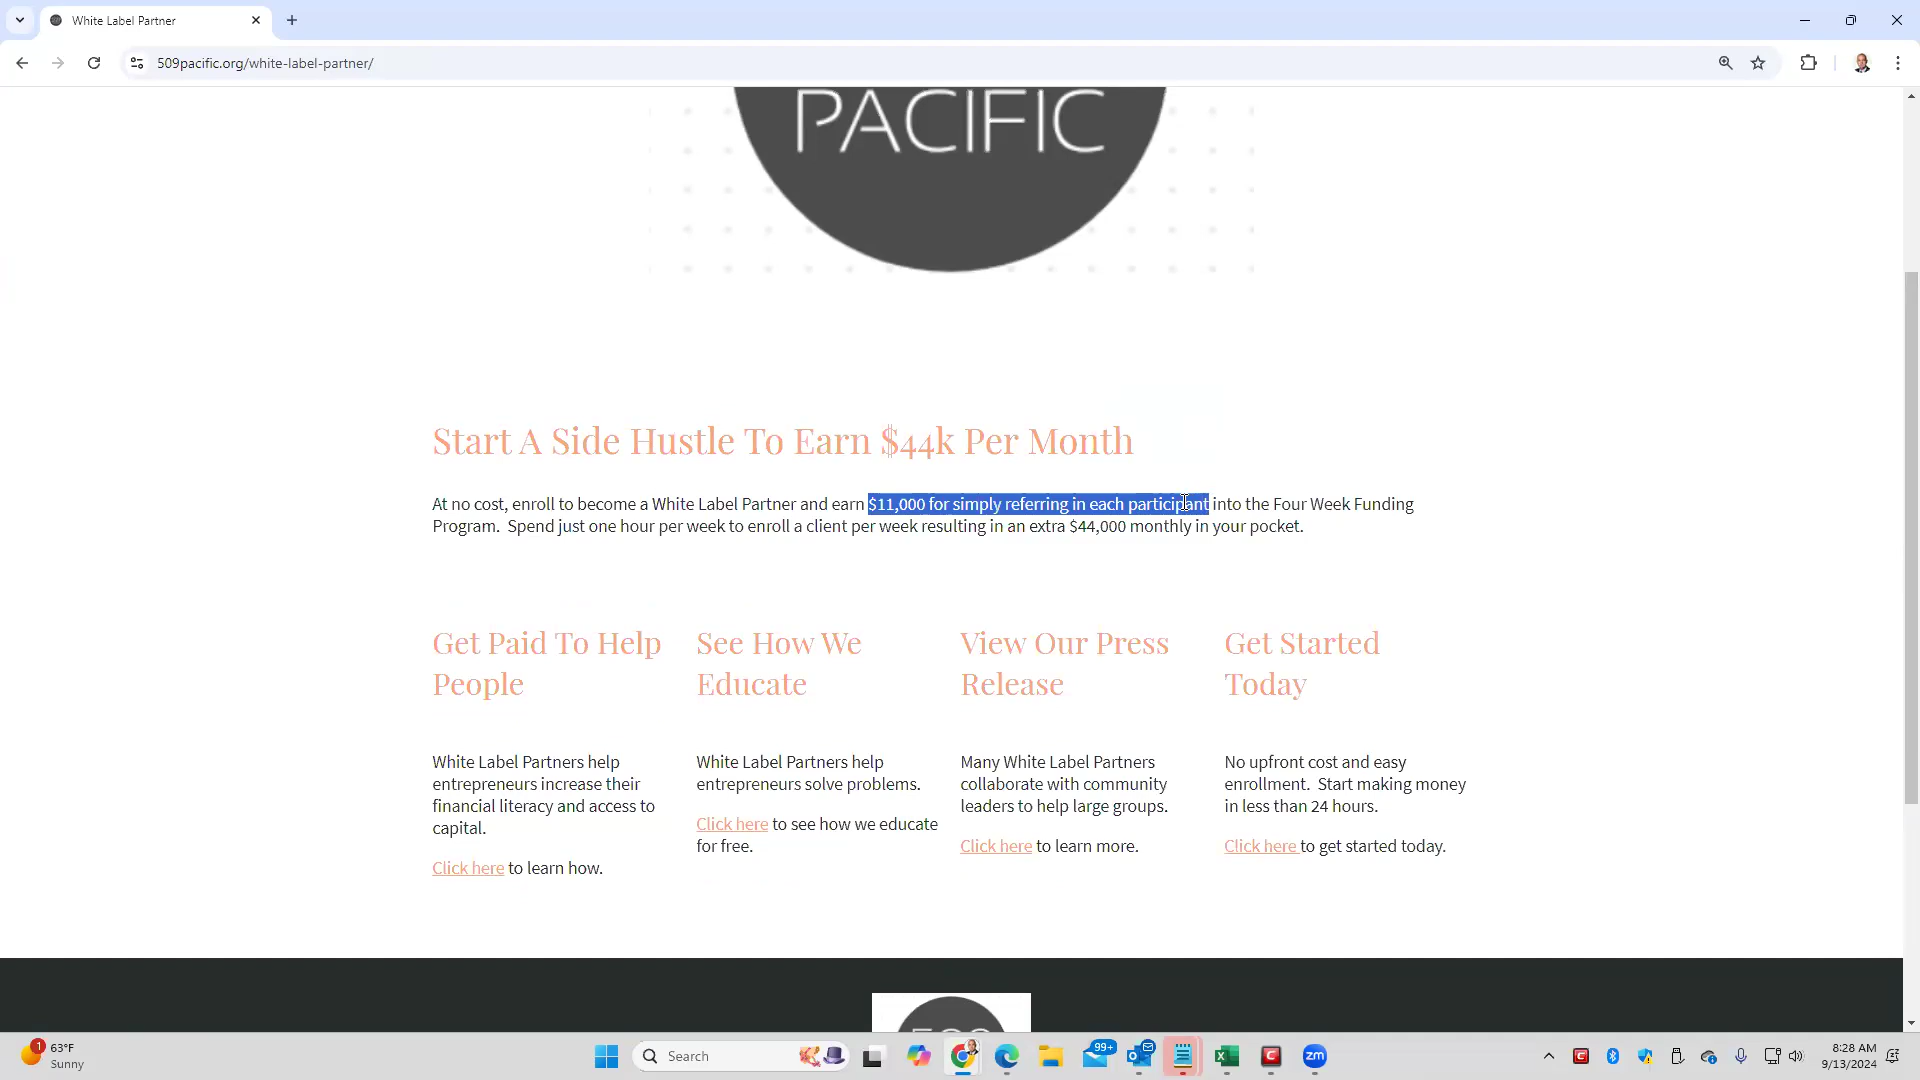 White Label Partner
509pacific.org/white-label-partner/
PACIFIC
Start A Side Hustle To Earn $44k Per Month
At no cost, enroll to become a White Label Partner and earn $11,000 for simply referring in each participant into the Four Week Funding
Program.  Spend just one hour per week to enroll a client per week resulting in an extra $44,000 monthly in your pocket.
Get Paid To Help
People
White Label Partners help
entrepreneurs increase their
financial literacy and access to
capital.
Click here to learn how.
See How We
Educate
White Label Partners help
entrepreneurs solve problems.
Click here to see how we educate
for free.
View Our Press
Release
Many White Label Partners
collaborate with community
leaders to help large groups.
Click here to learn more.
Get Started
Today
No upfront cost and easy
enrollment.  Start making money
in less than 24 hours.
Click here to get started today.
1
63°F
Sunny
Search
99+
zm
8:28 AM
9/13/2024